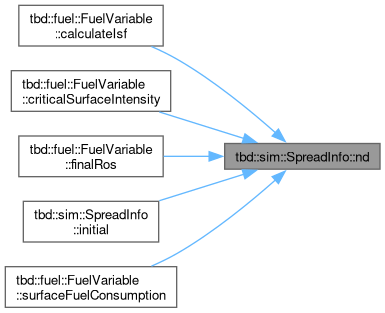 tbd::fuel::FuelVariable
::calculateIsf
tbd::fuel::FuelVariable
::criticalSurfaceIntensity
tbd::fuel::FuelVariable
::finalRos
tbd::sim::SpreadInfo
::initial
tbd::fuel::FuelVariable
::surfaceFuelConsumption
tbd::sim::SpreadInfo::nd